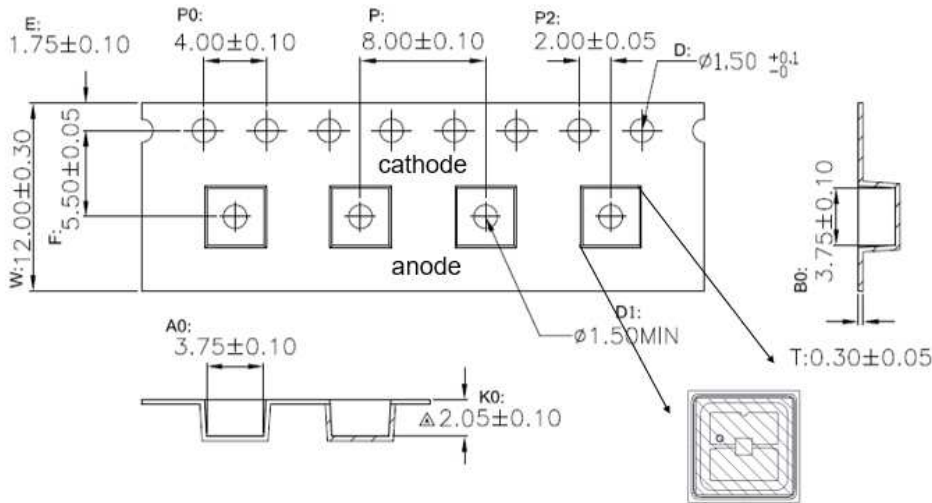 E:
1.75±0.10
P0:
4.00±0.10
P:
8.00±0.10
P2:
2.00±0.05
D: ⌀1.50 +0.1 -0
cathode
W:12.00±0.30
F: 5.50±0.05
anode
B0: 3.75±0.10
D1:
⌀1.50MIN
T:0.30±0.05
A0:
3.75±0.10
K0:
2.05±0.10